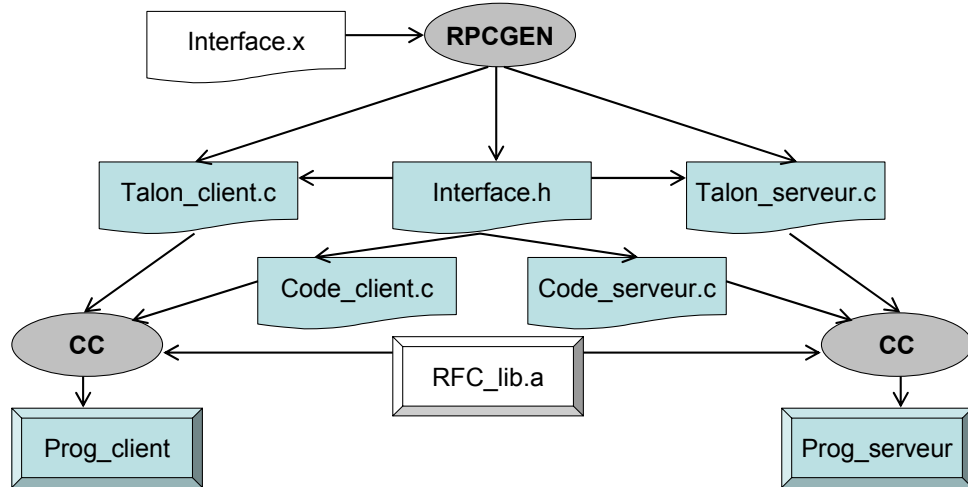 Interface.x
RPCGEN
Talon_client.c
Interface.h
Talon_serveur.c
Code_client.c
Code_serveur.c
CC
CC
RFC_lib.a
Prog_client
Prog_serveur